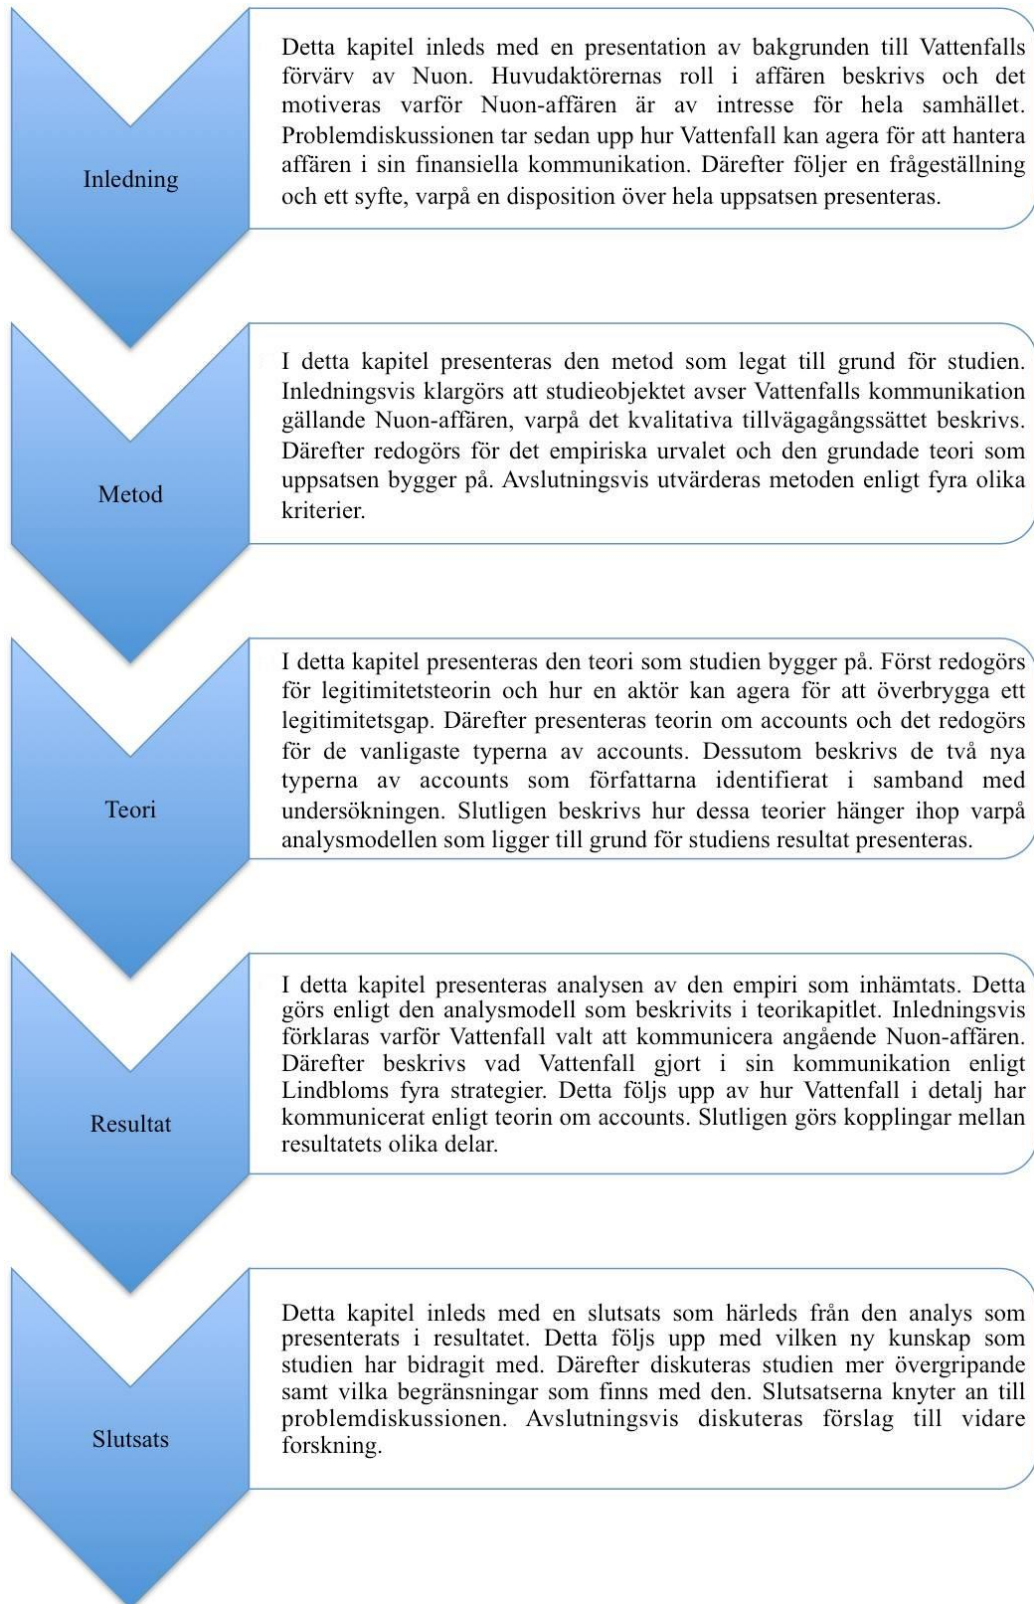 Detta kapitel inleds med en presentation av bakgrunden till Vattenfalls
förvärv av Nuon. Huvudaktörernas roll i affären beskrivs och det
motiveras varför Nuon-affären är av intresse för hela samhället.
Problemdiskussionen tar sedan upp hur Vattenfall kan agera för att hantera
affären i sin finansiella kommunikation. Därefter följer en frågeställning
och ett syfte, varpå en disposition över hela uppsatsen presenteras.
Inledning
I detta kapitel presenteras den metod som legat till grund för studien.
Inledningsvis klargörs att studieobjektet avser Vattenfalls kommunikation
gällande Nuon-affären, varpå det kvalitativa tillvägagångssättet beskrivs.
Därefter redogörs för det empiriska urvalet och den grundade teori som
uppsatsen bygger på. Avslutningsvis utvärderas metoden enligt fyra olika
kriterier.
Metod
I detta kapitel presenteras den teori som studien bygger på. Först redogörs
för legitimitetsteorin och hur en aktör kan agera för att överbrygga ett
legitimitetsgap. Därefter presenteras teorin om accounts och det redogörs
för de vanligaste typerna av accounts. Dessutom beskrivs de två nya
typerna av accounts som författarna identifierat i samband med
undersökningen. Slutligen beskrivs hur dessa teorier hänger ihop varpå
analysmodellen som ligger till grund för studiens resultat presenteras.
Teori
I detta kapitel presenteras analysen av den empiri som inhämtats. Detta
görs enligt den analysmodell som beskrivits i teorikapitlet. Inledningsvis
förklaras varför Vattenfall valt att kommunicera angående Nuon-affären.
Därefter beskrivs vad Vattenfall gjort i sin kommunikation enligt
Lindbloms fyra strategier. Detta följs upp av hur Vattenfall i detalj har
kommunicerat enligt teorin om accounts. Slutligen görs kopplingar mellan
resultatets olika delar.
Resultat
Detta kapitel inleds med en slutsats som härleds från den analys som
presenterats i resultatet. Detta följs upp med vilken ny kunskap som
studien har bidragit med. Därefter diskuteras studien mer övergripande
samt vilka begränsningar som finns med den. Slutsatserna knyter an till
problemdiskussionen. Avslutningsvis diskuteras förslag till vidare
forskning.
Slutsats